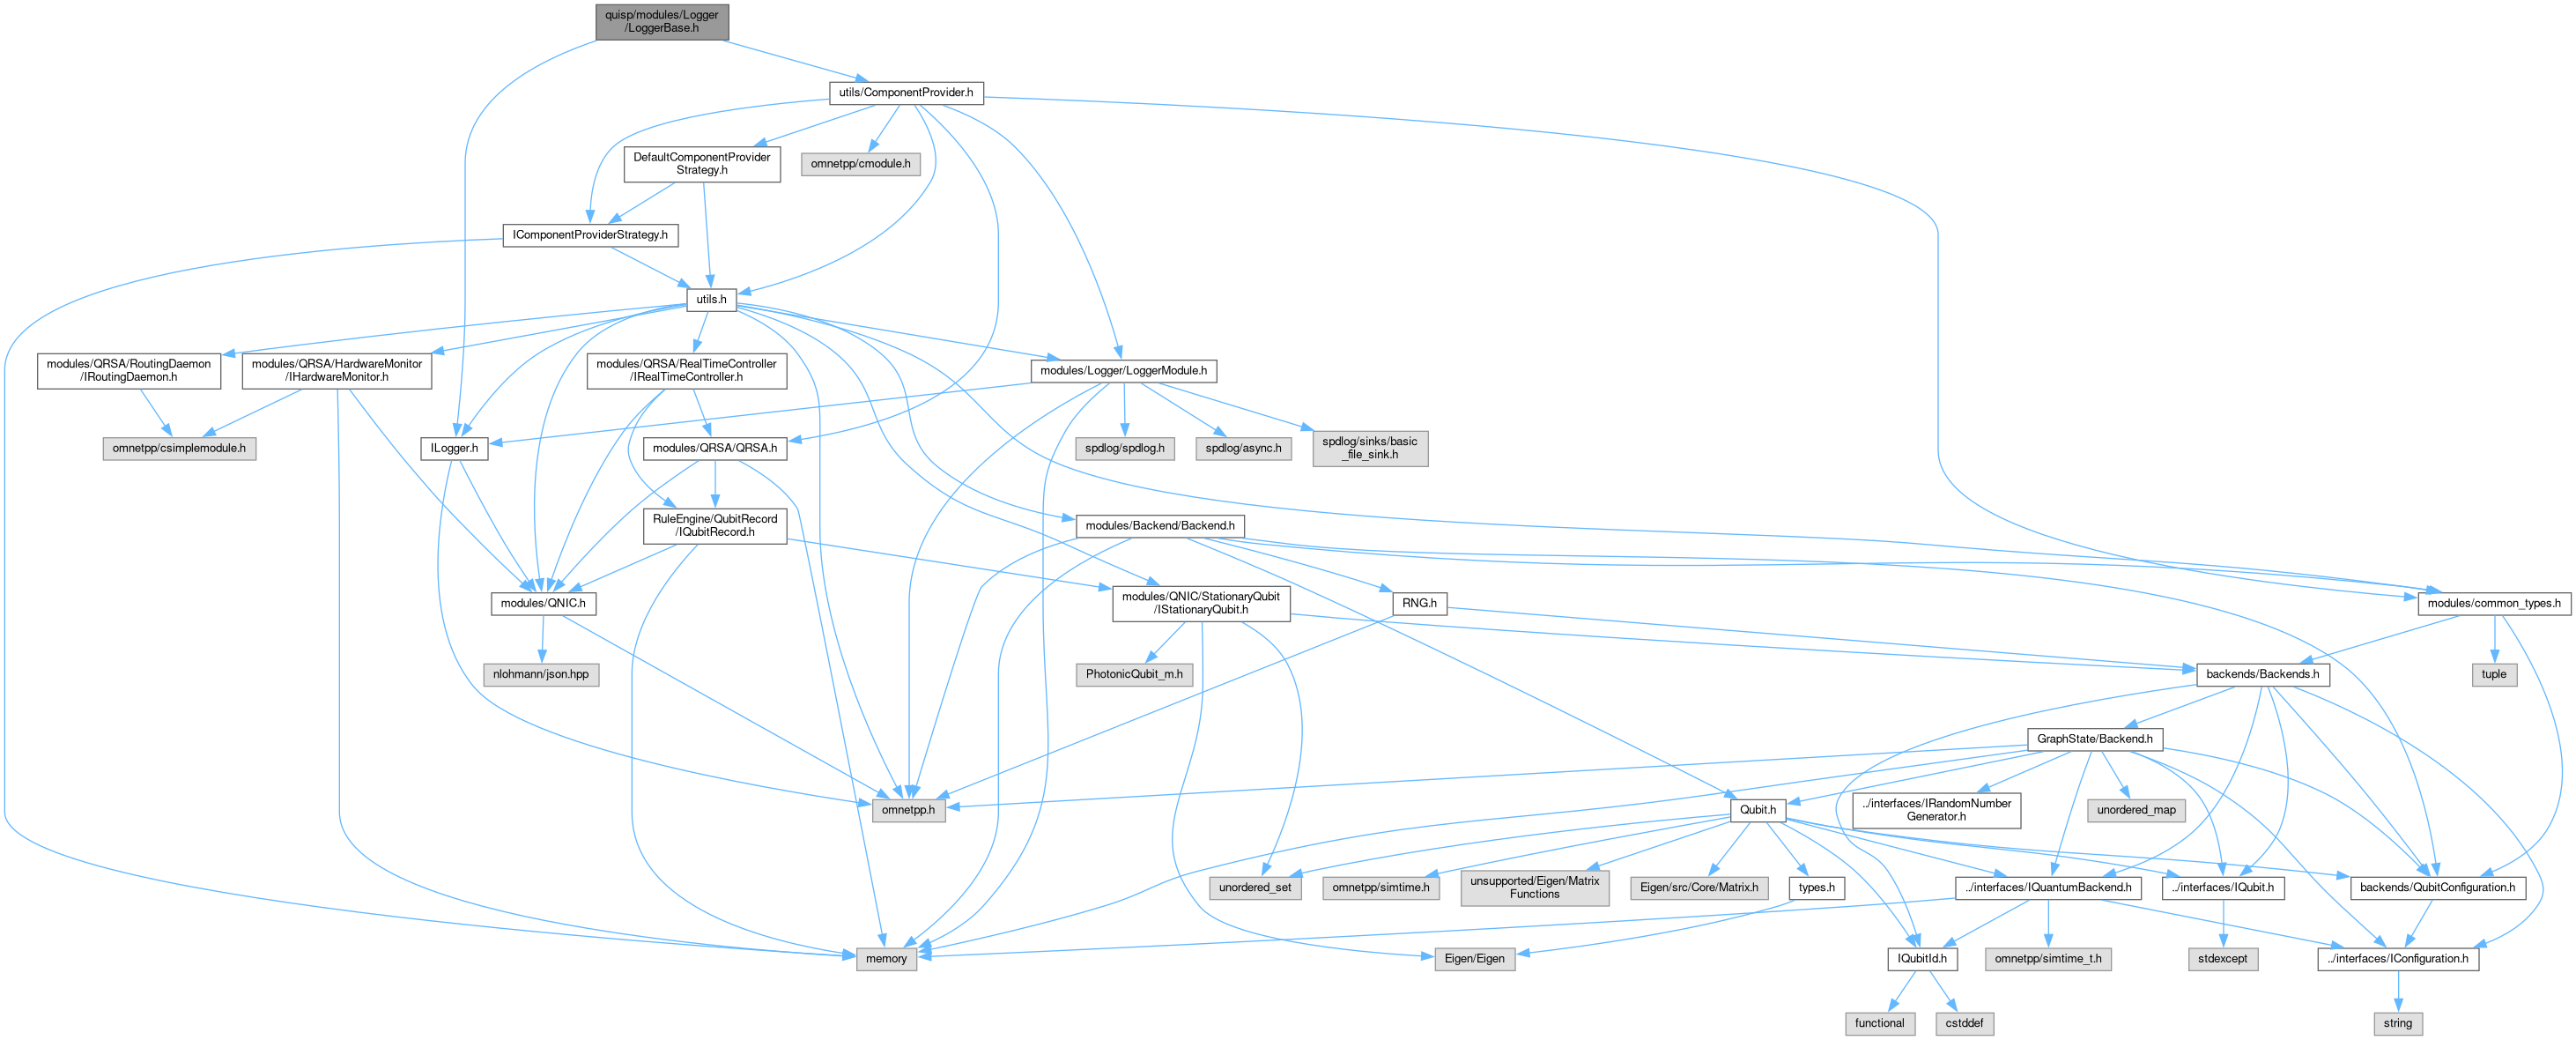 quisp/modules/Logger
/LoggerBase.h
utils/ComponentProvider.h
DefaultComponentProvider
Strategy.h
omnetpp/cmodule.h
IComponentProviderStrategy.h
utils.h
modules/QRSA/RoutingDaemon
/IRoutingDaemon.h
modules/QRSA/HardwareMonitor
/IHardwareMonitor.h
modules/QRSA/RealTimeController
/IRealTimeController.h
modules/Logger/LoggerModule.h
omnetpp/csimplemodule.h
ILogger.h
modules/QRSA/QRSA.h
spdlog/spdlog.h
spdlog/async.h
spdlog/sinks/basic
_file_sink.h
RuleEngine/QubitRecord
/IQubitRecord.h
modules/Backend/Backend.h
modules/QNIC.h
modules/QNIC/StationaryQubit
/IStationaryQubit.h
RNG.h
modules/common_types.h
nlohmann/json.hpp
PhotonicQubit_m.h
backends/Backends.h
tuple
GraphState/Backend.h
omnetpp.h
Qubit.h
../interfaces/IRandomNumber
Generator.h
unordered_map
unordered_set
omnetpp/simtime.h
unsupported/Eigen/Matrix
Functions
Eigen/src/Core/Matrix.h
types.h
../interfaces/IQuantumBackend.h
../interfaces/IQubit.h
backends/QubitConfiguration.h
memory
Eigen/Eigen
IQubitId.h
omnetpp/simtime_t.h
stdexcept
../interfaces/IConfiguration.h
functional
cstddef
string